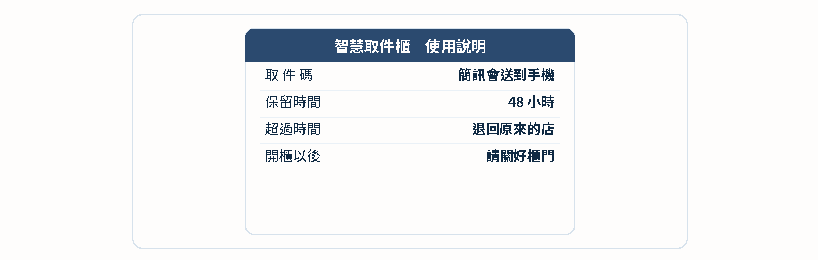 智慧取件櫃　使用說明
取件碼　簡訊會送到手機
保留時間　48 小時
超過時間　退回原來的店
開櫃以後　請關好櫃門